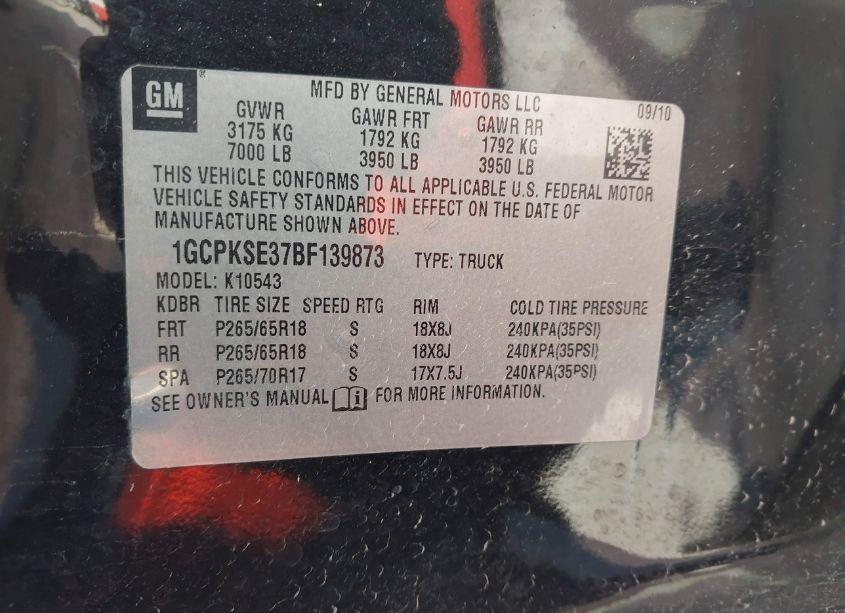 GM
MFD BY GENERAL MOTORS LLC 09/10
GVWR GAWR FRT GAWR RR
3175 KG 1792 KG 1792 KG
7000 LB 3950 LB 3950 LB
THIS VEHICLE CONFORMS TO ALL APPLICABLE U.S. FEDERAL MOTOR
VEHICLE SAFETY STANDARDS IN EFFECT ON THE DATE OF
MANUFACTURE SHOWN ABOVE.
1GCPKSE37BF139873 TYPE: TRUCK
MODEL: K10543
KDBR TIRE SIZE SPEED RTG RIM COLD TIRE PRESSURE
FRT P265/65R18 S 18X8J 240KPA(35PSI)
RR P265/65R18 S 18X8J 240KPA(35PSI)
SPA P265/70R17 S 17X7.5J 240KPA(35PSI)
SEE OWNER'S MANUAL i FOR MORE INFORMATION.